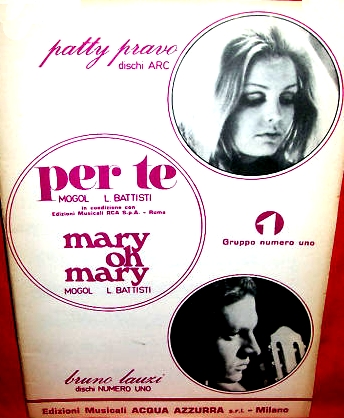 patty pravo
dischi ARC
per te
MOGOL L. BATTISTI
in condizione con
Edizioni Musicali RCA S.p.A. - Roma
mary
oh
mary
MOGOL L. BATTISTI
1
Gruppo numero uno
bruno lauzi
dischi NUMERO UNO
Edizioni Musicali ACQUA AZZURRA s.r.l. - Milano